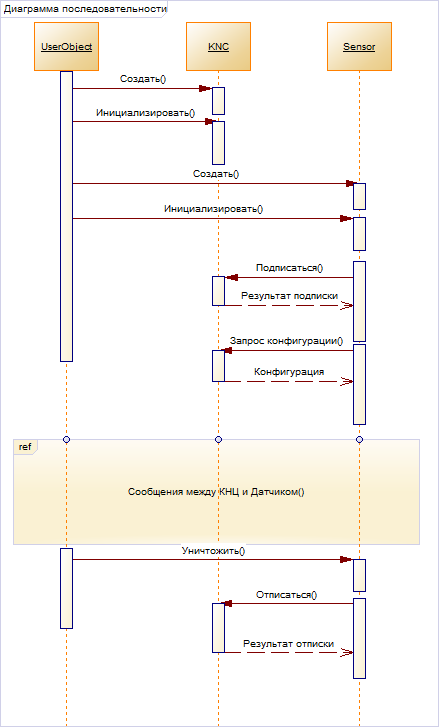 Диаграмма последовательности
UserObject
KNC
Sensor
Создать()
Инициализировать()
Создать()
Инициализировать()
Подписаться()
Результат подписки
Запрос конфигурации()
Конфигурация
ref
Сообщения между КНЦ и Датчиком()
Уничтожить()
Отписаться()
Результат отписки